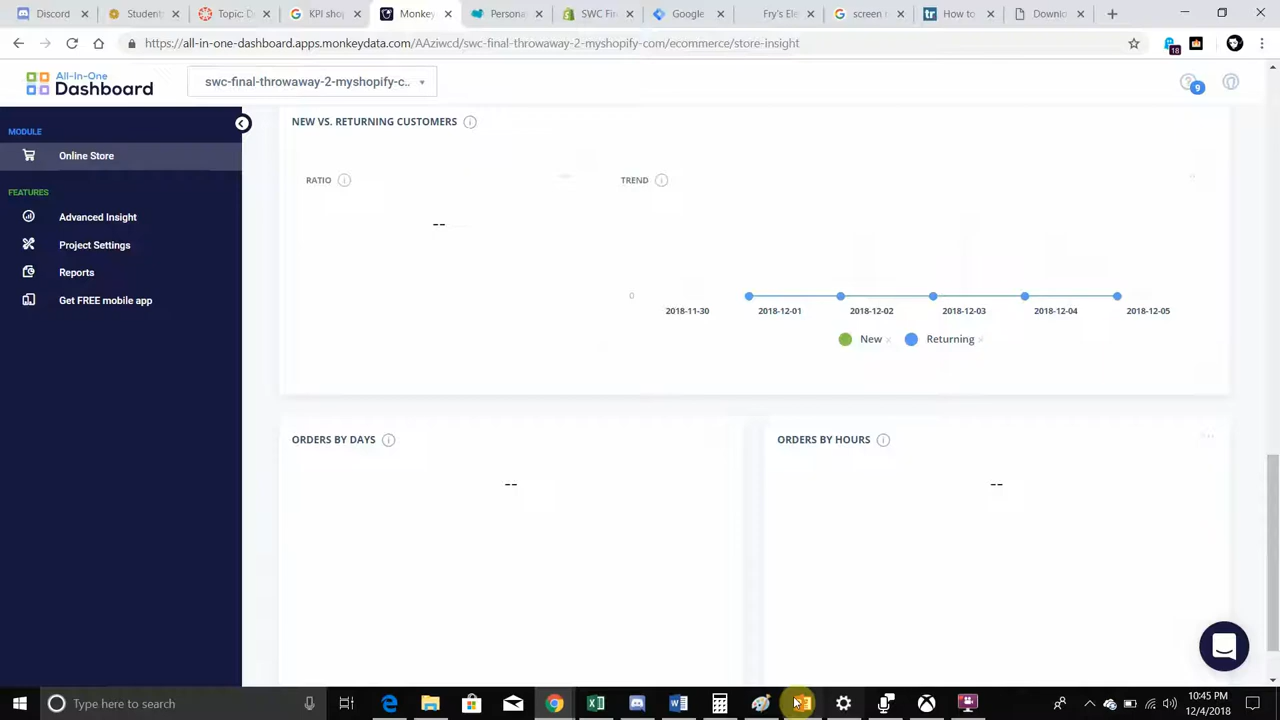 Discord
Student
Topic: D
KPI shop
Monkey
Persona
SWC Fin
Google
Fry's Ele
screen r
How to
Downlo
https://all-in-one-dashboard.apps.monkeydata.com/AAziwcd/swc-final-throwaway-2-myshopify-com/ecommerce/store-insight
18
All-In-One
Dashboard
swc-final-throwaway-2-myshopify-c..
9
MODULE
Online Store
FEATURES
Advanced Insight
Project Settings
Reports
Get FREE mobile app
NEW VS. RETURNING CUSTOMERS
RATIO
TREND
--
0
2018-11-30 2018-12-01 2018-12-02 2018-12-03 2018-12-04 2018-12-05
New × Returning ×
ORDERS BY DAYS
ORDERS BY HOURS
--
--
Type here to search
10:45 PM
12/4/2018